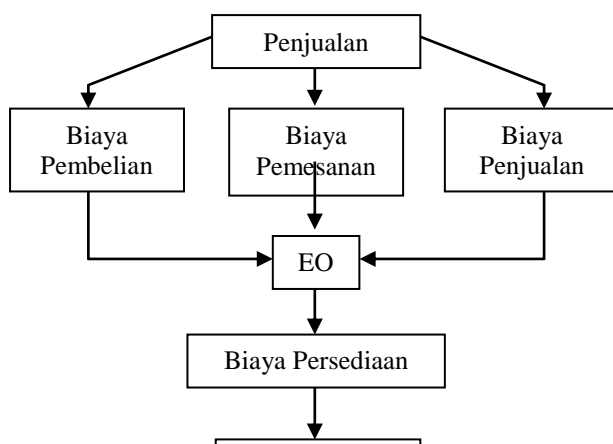 Penjualan
Biaya
Pembelian
Biaya
Pemesanan
Biaya
Penjualan
EO
Biaya Persediaan